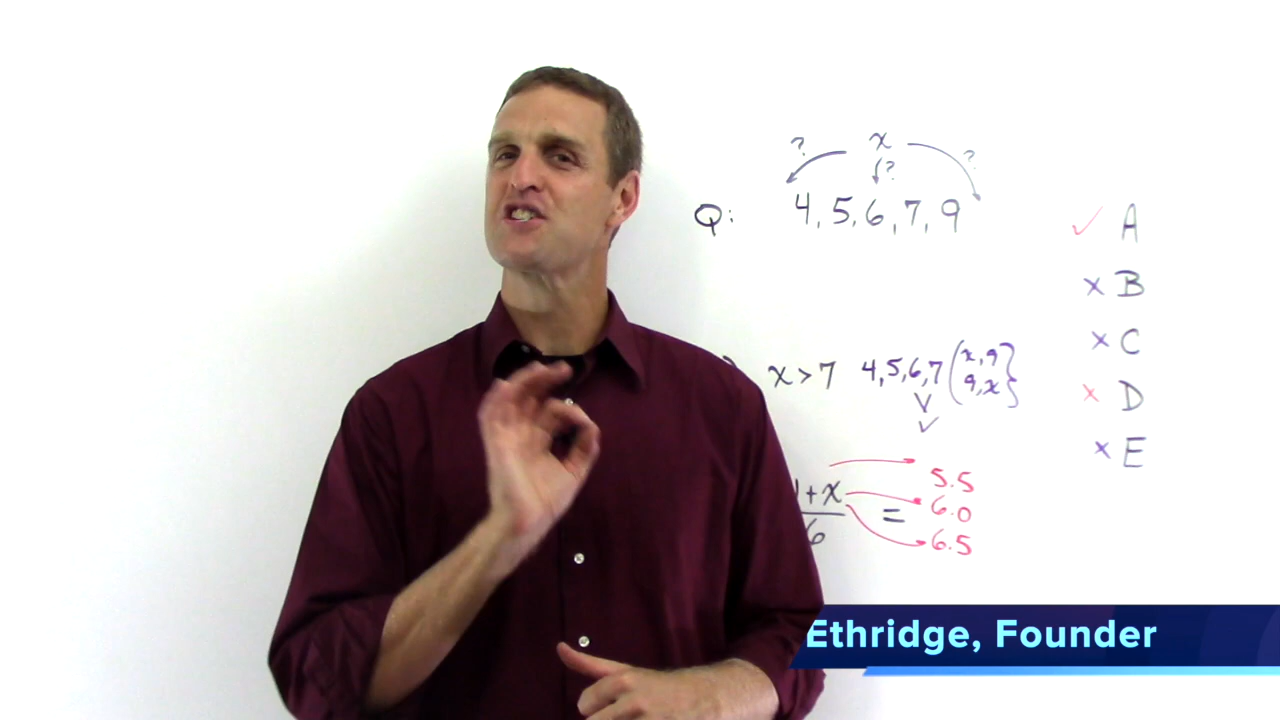 ? x ?
?
Q: 4, 5, 6, 7, 9
✓ A
x B
x C
x > 7 4, 5, 6, 7 { x, 9
9, x }
✓
x D
x E
5.5
+ x
6 = 6.0
6.5
Ethridge, Founder